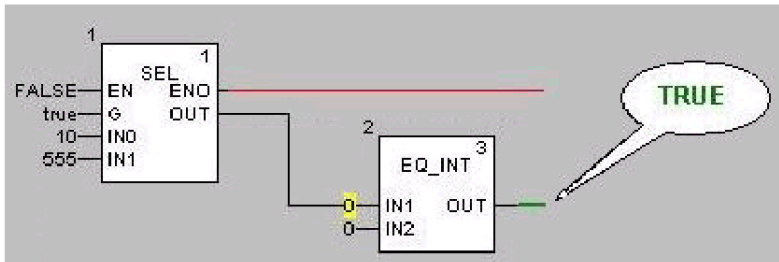 1
1
SEL
FALSE EN ENO
true G OUT
10 IN0
555 IN1
TRUE
2
3
EQ_INT
0 IN1 OUT
0 IN2